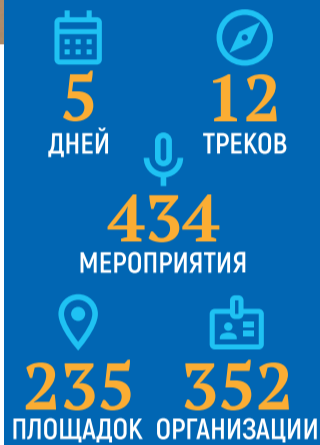 5 12
ДНЕЙ ТРЕКОВ
434
МЕРОПРИЯТИЯ
235 352
ПЛОЩАДОК ОРГАНИЗАЦИИ